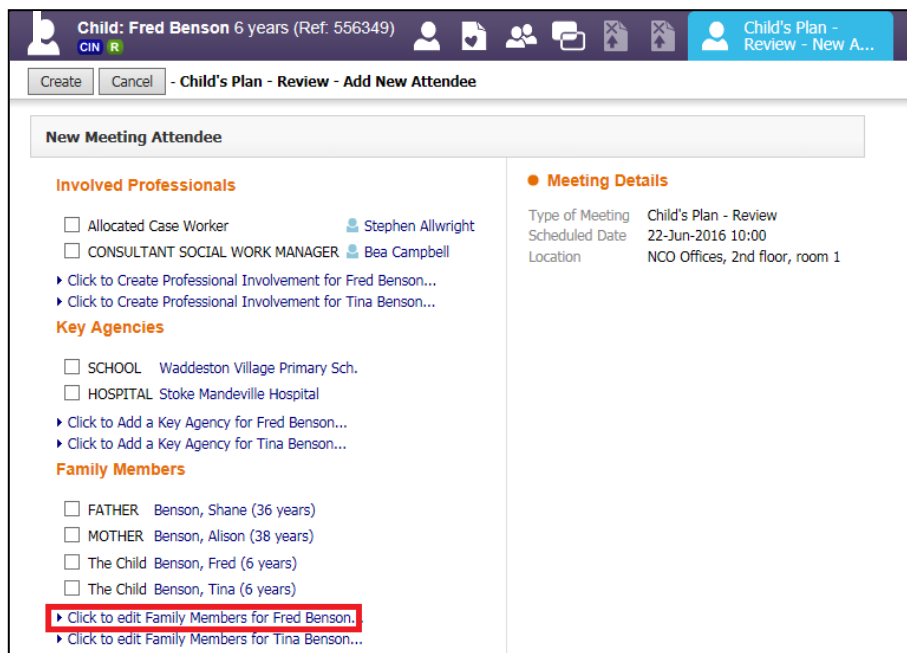 Child: Fred Benson 6 years (Ref: 556349)
CIN R
Child's Plan -
Review - New A...
Create Cancel - Child's Plan - Review - Add New Attendee
New Meeting Attendee
Involved Professionals
Allocated Case Worker Stephen Allwright
CONSULTANT SOCIAL WORK MANAGER Bea Campbell
Click to Create Professional Involvement for Fred Benson...
Click to Create Professional Involvement for Tina Benson...
Key Agencies
SCHOOL Waddeston Village Primary Sch.
HOSPITAL Stoke Mandeville Hospital
Click to Add a Key Agency for Fred Benson...
Click to Add a Key Agency for Tina Benson...
Family Members
FATHER Benson, Shane (36 years)
MOTHER Benson, Alison (38 years)
The Child Benson, Fred (6 years)
The Child Benson, Tina (6 years)
Click to edit Family Members for Fred Benson...
Click to edit Family Members for Tina Benson...
Meeting Details
Type of Meeting Child's Plan - Review
Scheduled Date 22-Jun-2016 10:00
Location NCO Offices, 2nd floor, room 1